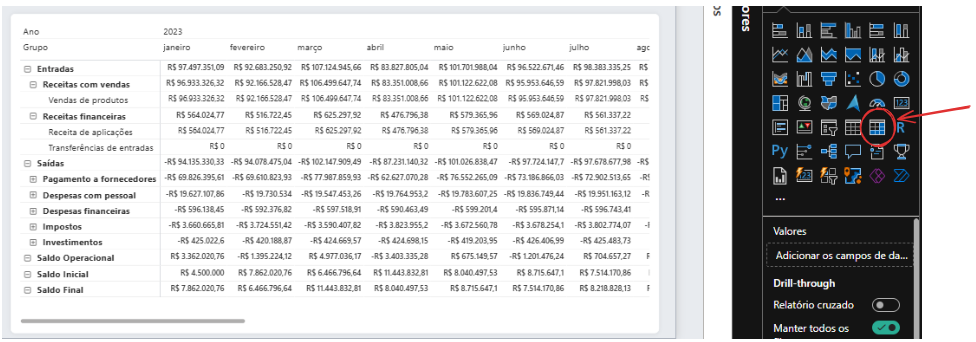 Ano 2023
Grupo janeiro fevereiro março abril maio junho julho ago
Entradas R$ 97.497.351,09 R$ 92.683.250,92 R$ 107.124.945,66 R$ 83.827.805,04 R$ 101.701.988,04 R$ 96.522.671,46 R$ 98.383.335,25 R$
Receitas com vendas R$ 96.933.326,32 R$ 92.166.528,47 R$ 106.499.647,74 R$ 83.351.008,66 R$ 101.122.622,08 R$ 95.953.646,59 R$ 97.821.998,03 R$
Vendas de produtos R$ 96.933.326,32 R$ 92.166.528,47 R$ 106.499.647,74 R$ 83.351.008,66 R$ 101.122.622,08 R$ 95.953.646,59 R$ 97.821.998,03 R$
Receitas financeiras R$ 564.024,77 R$ 516.722,45 R$ 625.297,92 R$ 476.796,38 R$ 579.365,96 R$ 569.024,87 R$ 561.337,22
Receita de aplicações R$ 564.024,77 R$ 516.722,45 R$ 625.297,92 R$ 476.796,38 R$ 579.365,96 R$ 569.024,87 R$ 561.337,22
Transferências de entradas R$ 0 R$ 0 R$ 0 R$ 0 R$ 0 R$ 0 R$ 0
Saídas -R$ 94.135.330,33 -R$ 94.078.475,04 -R$ 102.147.909,49 -R$ 87.231.140,32 -R$ 101.026.838,47 -R$ 97.724.147,7 -R$ 97.678.677,98 -R$
Pagamento a fornecedores -R$ 69.826.395,61 -R$ 69.610.823,93 -R$ 77.987.859,93 -R$ 62.627.070,28 -R$ 76.552.265,09 -R$ 73.186.866,03 -R$ 72.902.513,65 -R$
Despesas com pessoal -R$ 19.627.107,86 -R$ 19.730.534 -R$ 19.547.453,26 -R$ 19.764.953,2 -R$ 19.783.607,25 -R$ 19.836.749,44 -R$ 19.951.163,12 -R
Despesas financeiras -R$ 596.138,45 -R$ 592.376,82 -R$ 597.518,91 -R$ 590.463,49 -R$ 599.201,4 -R$ 595.871,14 -R$ 596.743,41
Impostos -R$ 3.660.665,81 -R$ 3.724.551,42 -R$ 3.590.407,82 -R$ 3.823.955,2 -R$ 3.672.560,78 -R$ 3.678.254,1 -R$ 3.802.774,07
Investimentos -R$ 425.022,6 -R$ 420.188,87 -R$ 424.669,57 -R$ 424.698,15 -R$ 419.203,95 -R$ 426.406,99 -R$ 425.483,73
Saldo Operacional R$ 3.362.020,76 -R$ 1.395.224,12 R$ 4.977.036,17 -R$ 3.403.335,28 R$ 675.149,57 -R$ 1.201.476,24 R$ 704.657,27
Saldo Inicial R$ 4.500.000 R$ 7.862.020,76 R$ 6.466.796,64 R$ 11.443.832,81 R$ 8.040.497,53 R$ 8.715.647,1 R$ 7.514.170,86
Saldo Final R$ 7.862.020,76 R$ 6.466.796,64 R$ 11.443.832,81 R$ 8.040.497,53 R$ 8.715.647,1 R$ 7.514.170,86 R$ 8.218.828,13
os
ores
123
R
Py
123
...
Valores
Adicionar os campos de da...
Drill-through
Relatório cruzado
Manter todos os